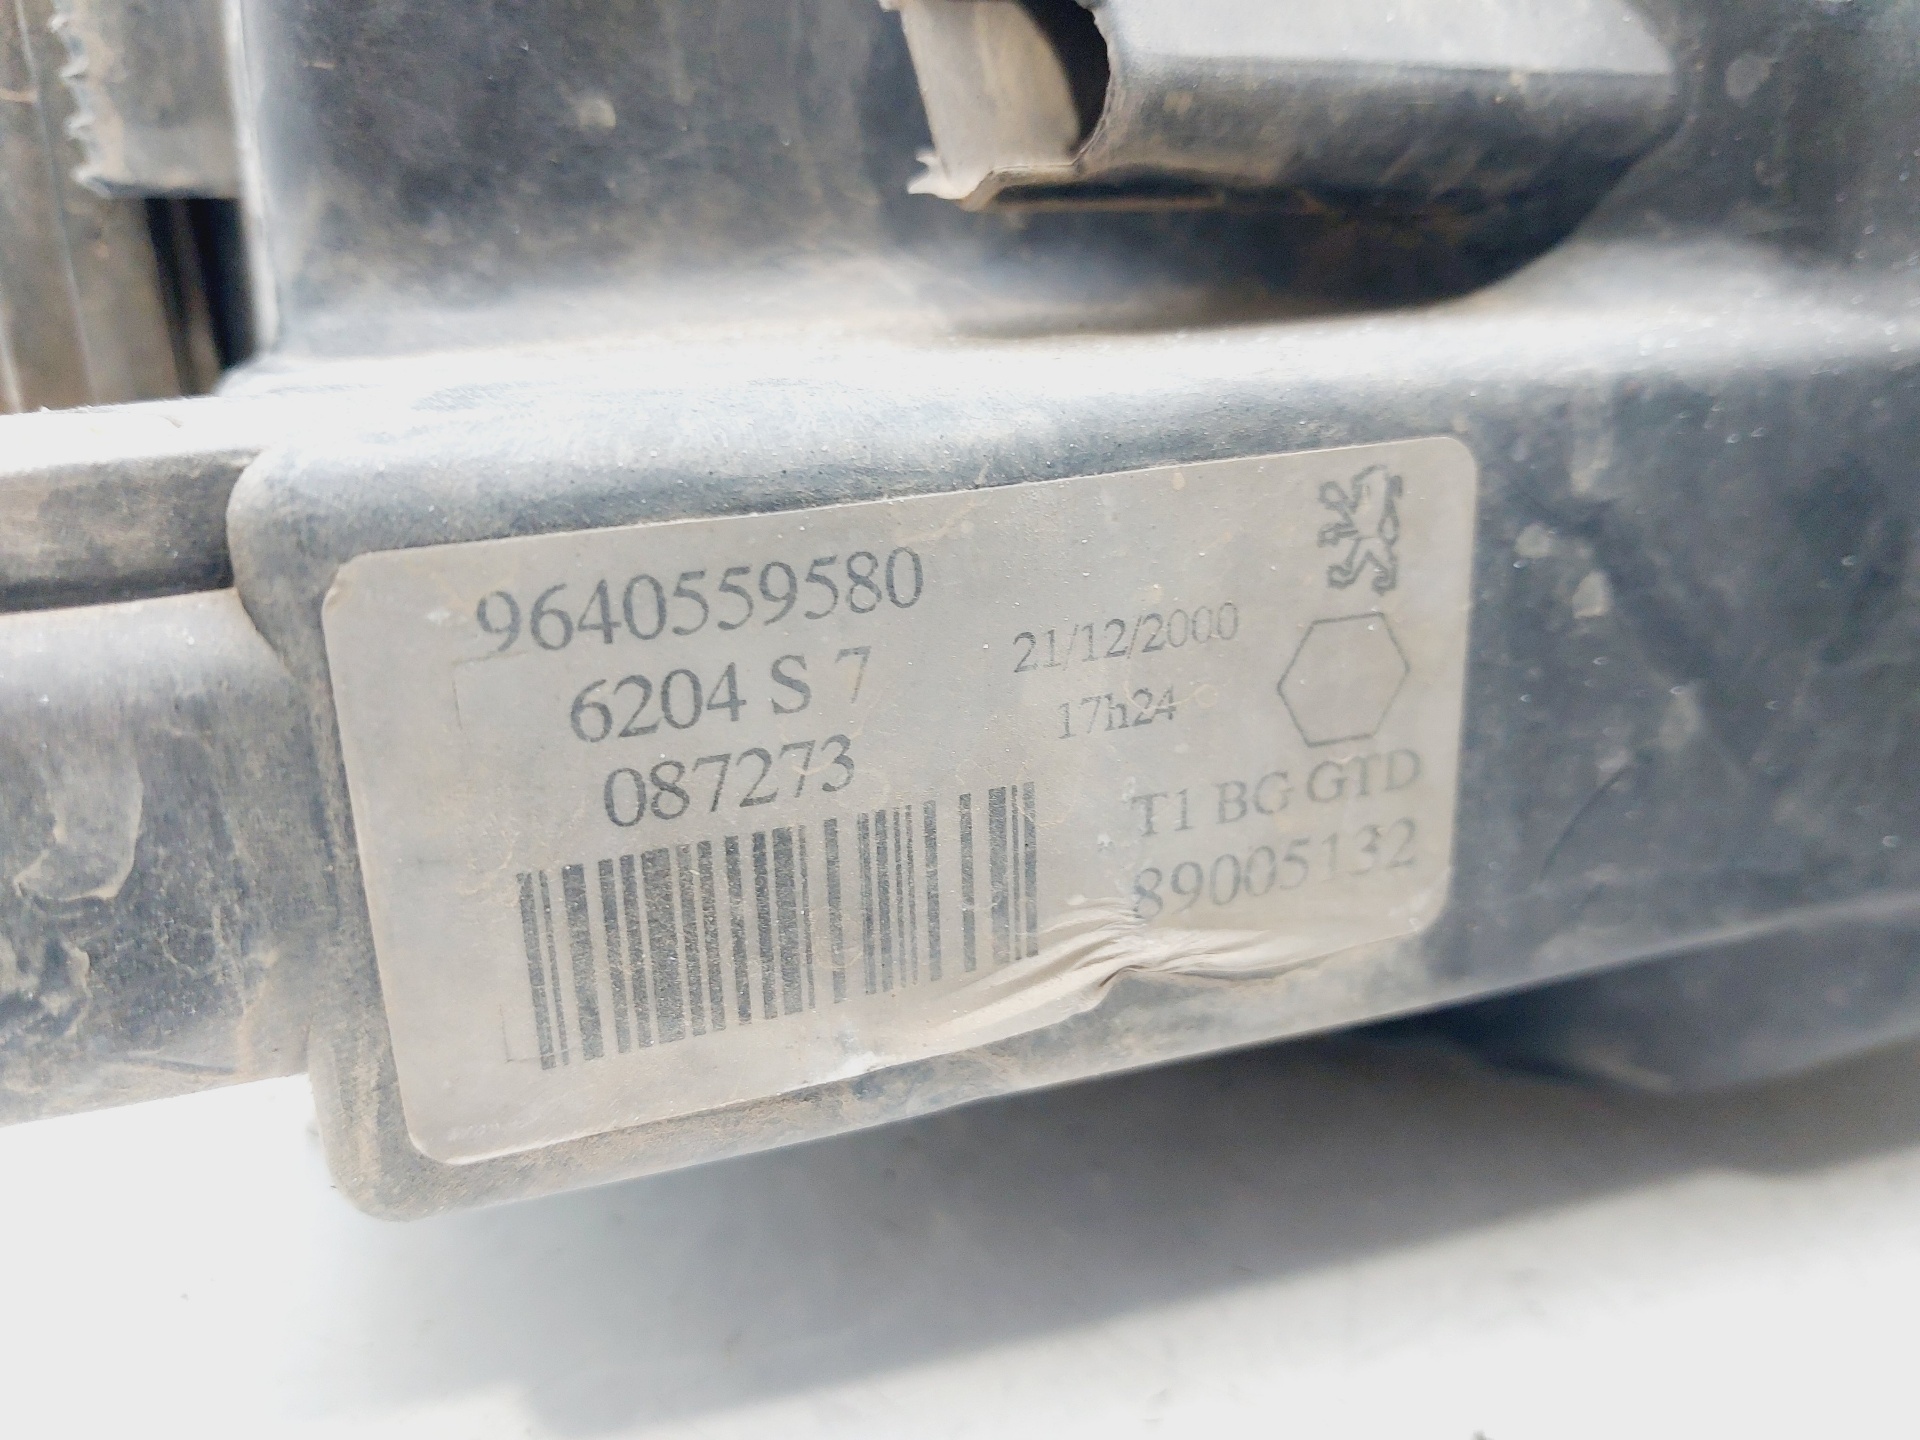 9640559580
6204 S 7
087273
21/12/2000
17h24
T1 BG GTD
89005132